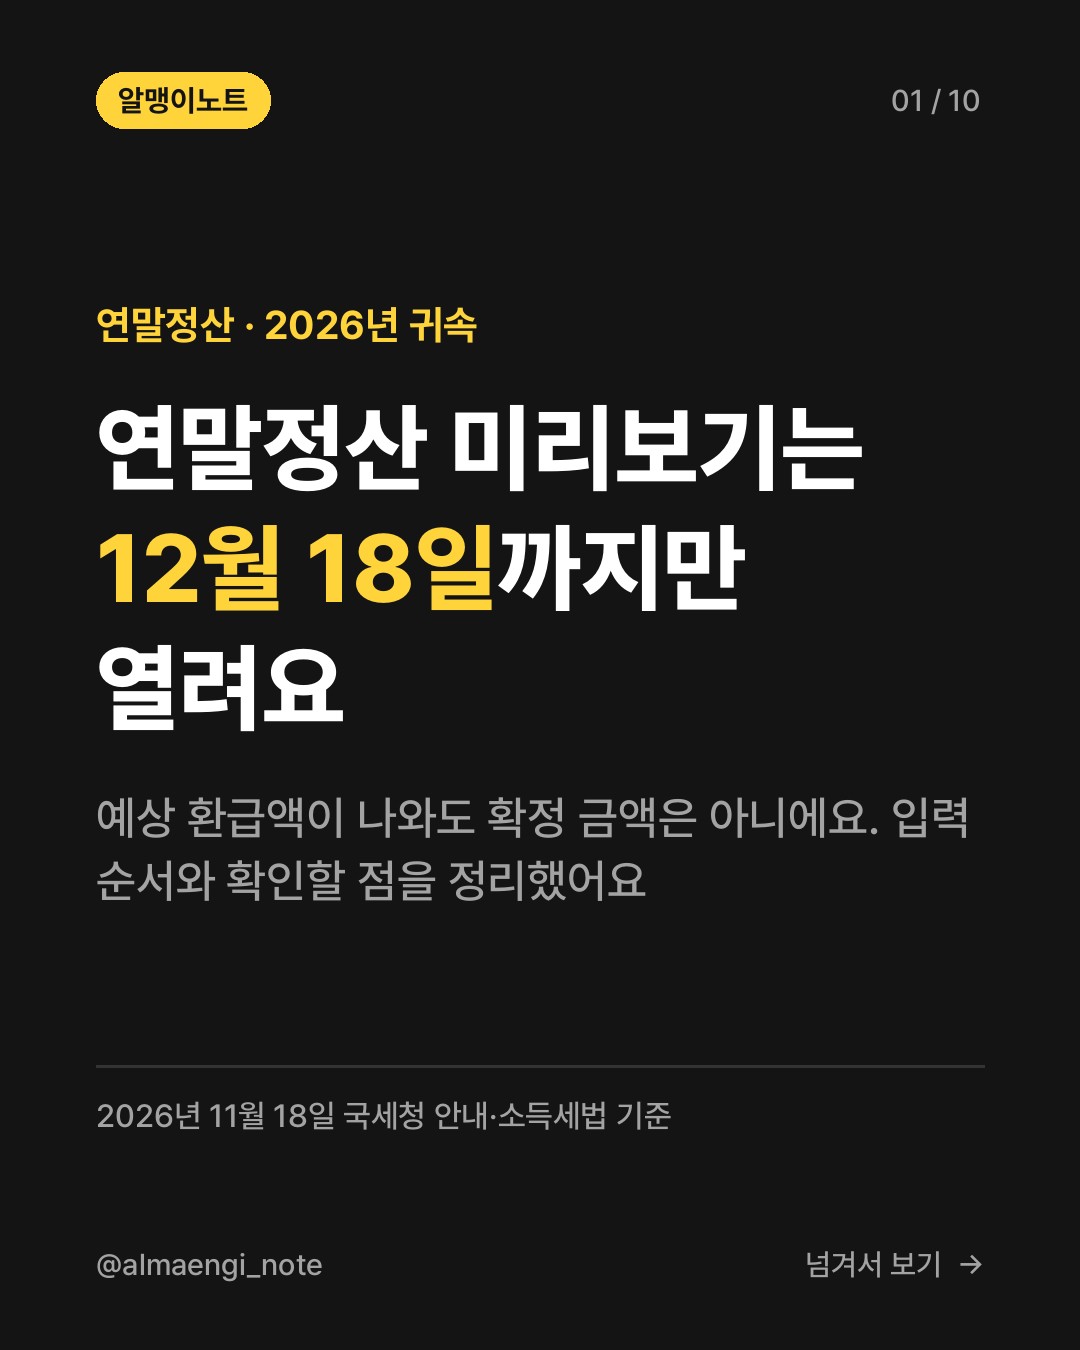 알맹이노트
01 / 10
연말정산 · 2026년 귀속
연말정산 미리보기는
12월 18일까지만
열려요
예상 환급액이 나와도 확정 금액은 아니에요. 입력
순서와 확인할 점을 정리했어요
2026년 11월 18일 국세청 안내·소득세법 기준
@almaengi_note
넘겨서 보기 →